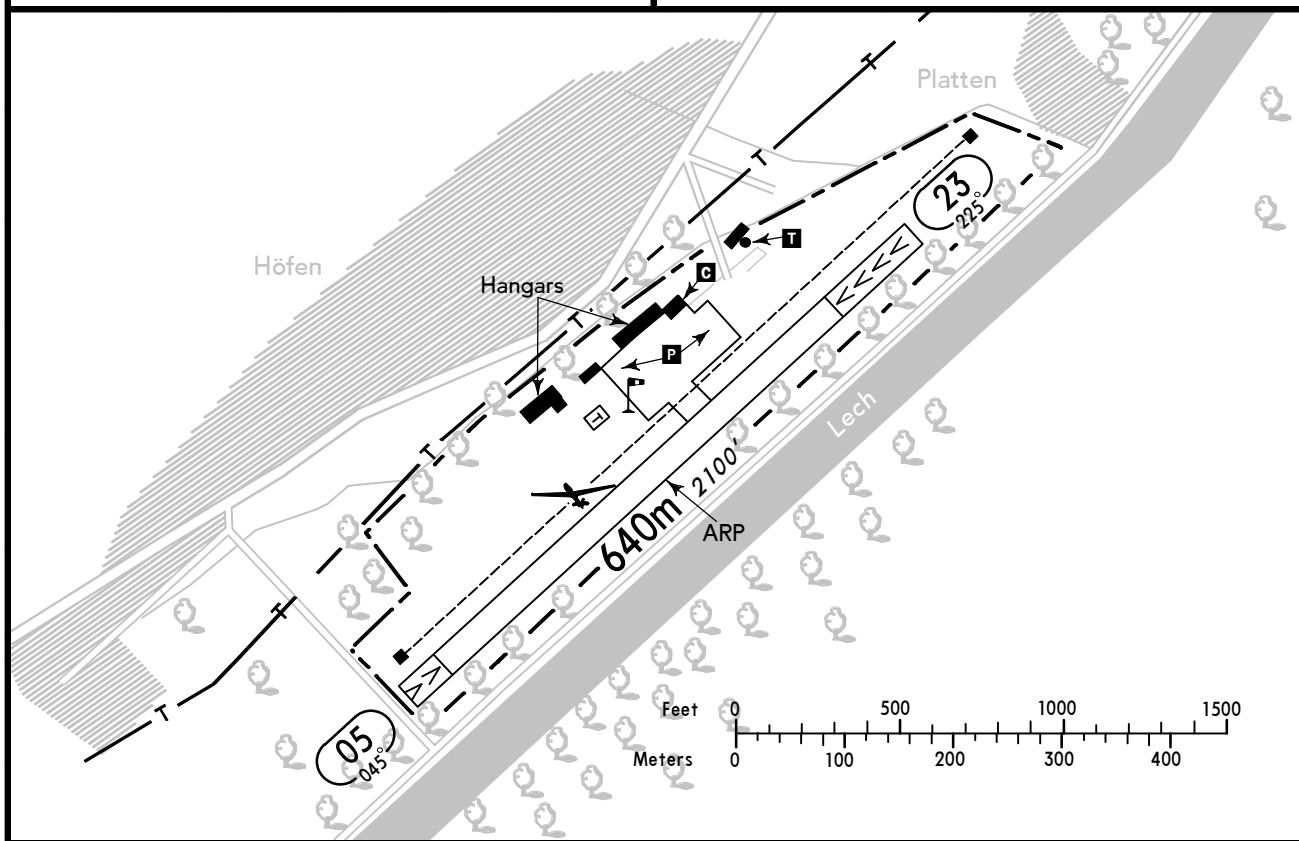 Platten
23
225°
T
Höfen
C
Hangars
P
T
Lech
2100'
640m
ARP
05
045°
Feet 0 500 1000 1500
Meters 0 100 200 300 400
T
T
T
T
T
T